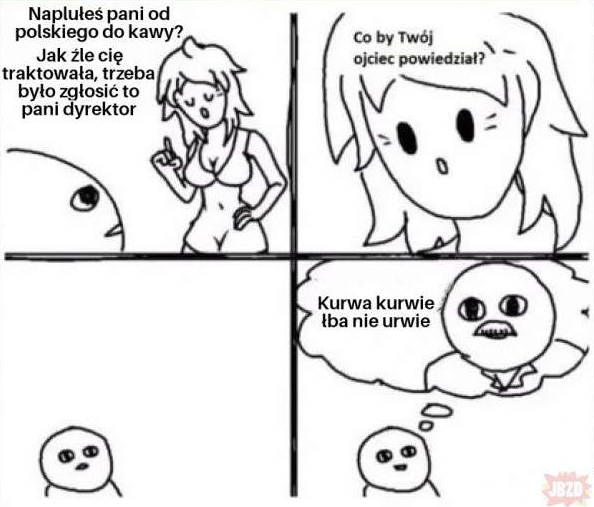 Naplułeś pani od
polskiego do kawy?
Jak źle cię
traktowała, trzeba
było zgłosić to
pani dyrektor
Co by Twój
ojciec powiedział?
Kurwa kurwie
łba nie urwie
JBZD